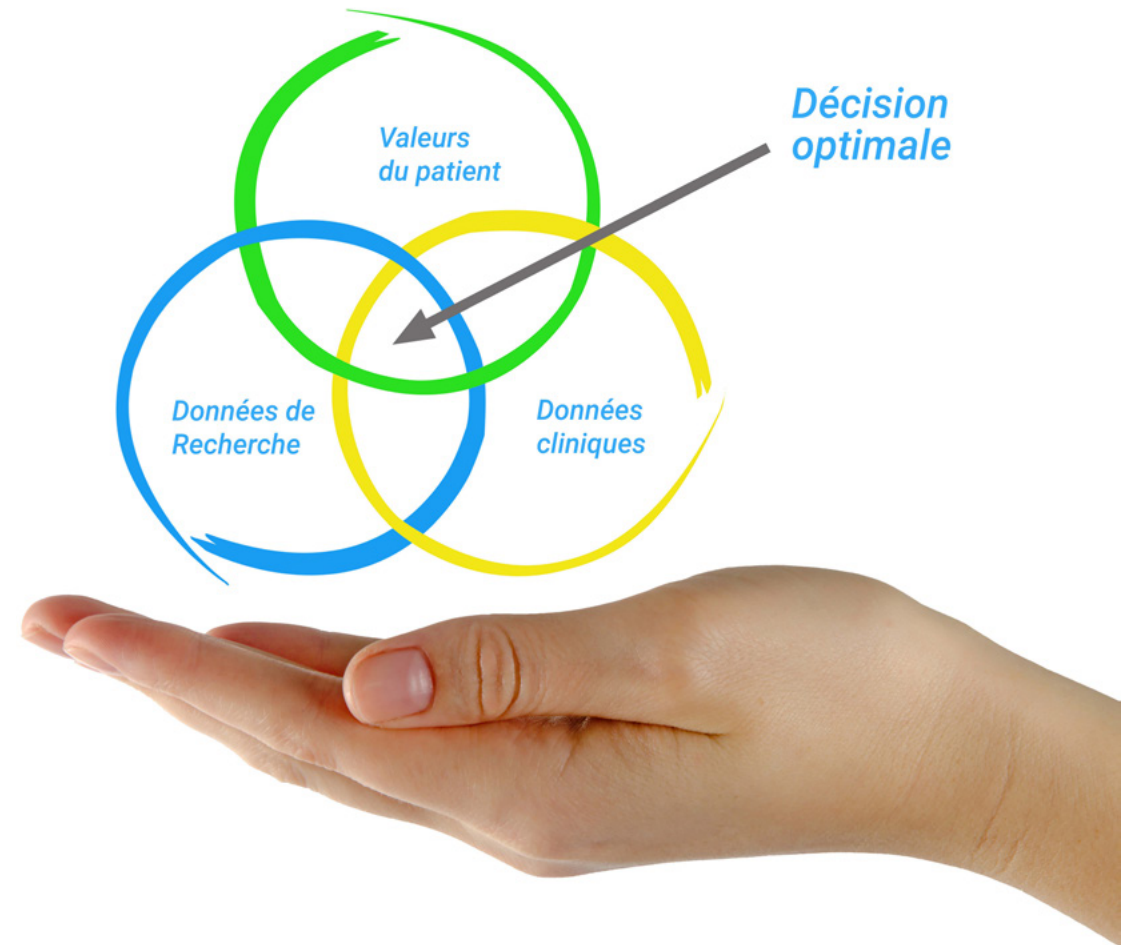 Décision
optimale
Valeurs
du patient
Données de
Recherche
Données
cliniques